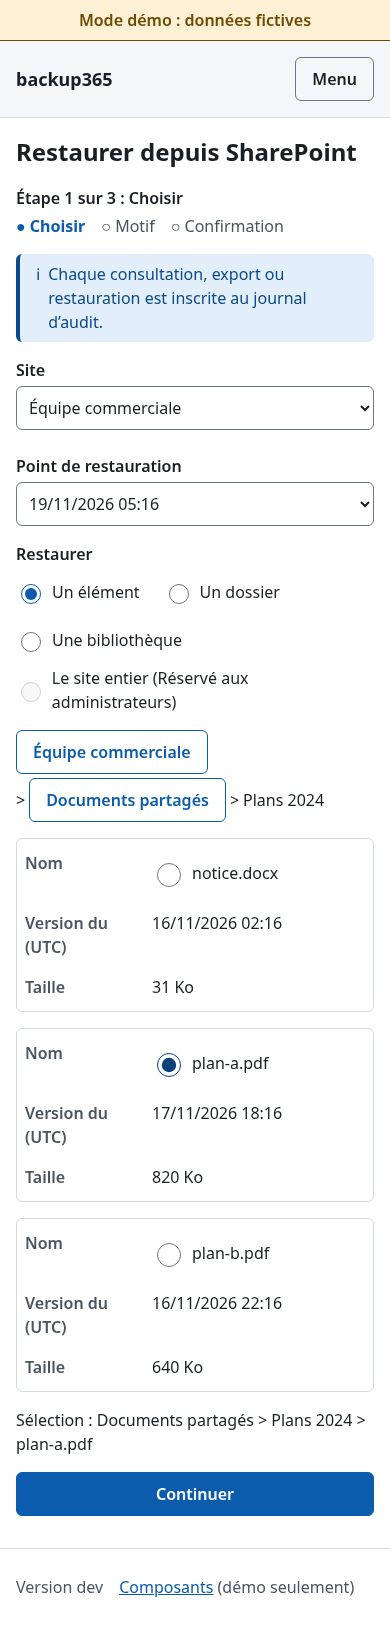 Mode démo : données fictives
backup365
Menu
Restaurer depuis SharePoint
Étape 1 sur 3 : Choisir
● Choisir ○ Motif ○ Confirmation
i Chaque consultation, export ou
restauration est inscrite au journal
d’audit.
Site
Équipe commerciale
Point de restauration
19/11/2026 05:16
Restaurer
Un élément
Un dossier
Une bibliothèque
Le site entier (Réservé aux
administrateurs)
Équipe commerciale
> Documents partagés > Plans 2024
Nom
notice.docx
Version du
(UTC)
16/11/2026 02:16
Taille
31 Ko
Nom
plan-a.pdf
Version du
(UTC)
17/11/2026 18:16
Taille
820 Ko
Nom
plan-b.pdf
Version du
(UTC)
16/11/2026 22:16
Taille
640 Ko
Sélection : Documents partagés > Plans 2024 >
plan-a.pdf
Continuer
Version dev Composants (démo seulement)